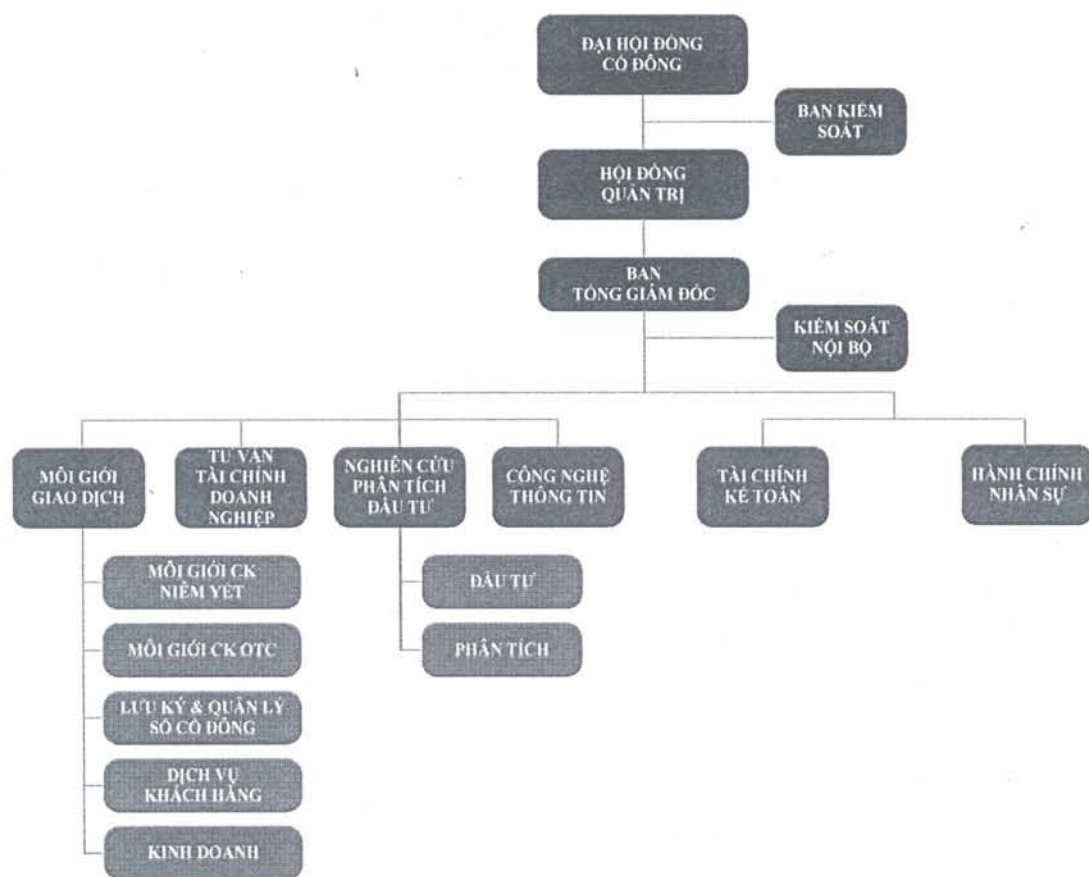 ĐẠI HỘI ĐỒNG
CỔ ĐÔNG
BAN KIỂM
SOÁT
HỘI ĐỒNG
QUẢN TRỊ
BAN
TỔNG GIÁM ĐỐC
KIỂM SOÁT
NỘI BỘ
MÔI GIỚI
GIAO DỊCH
TƯ VẤN
TÀI CHÍNH
DOANH
NGHIỆP
NGHIÊN CỨU
PHÂN TÍCH
ĐẦU TƯ
CÔNG NGHỆ
THÔNG TIN
TÀI CHÍNH
KẾ TOÁN
HÀNH CHÍNH
NHÂN SỰ
MÔI GIỚI CK
NIÊM YẾT
MÔI GIỚI CK OTC
LƯU KÝ & QUẢN LÝ
SỔ CỔ ĐÔNG
DỊCH VỤ
KHÁCH HÀNG
KINH DOANH
ĐẦU TƯ
PHÂN TÍCH